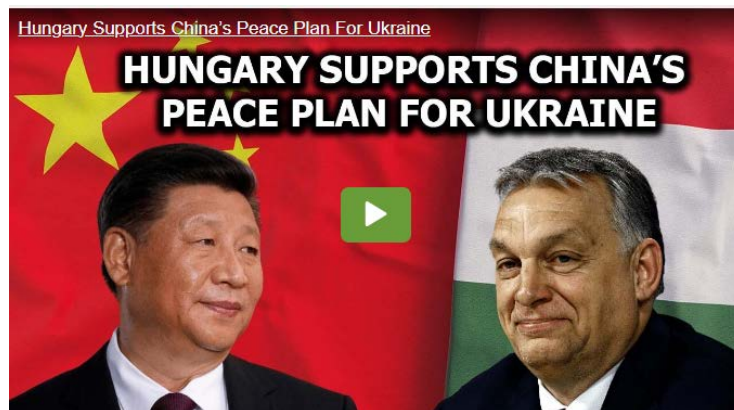 Hungary Supports China's Peace Plan For Ukraine
HUNGARY SUPPORTS CHINA'S
PEACE PLAN FOR UKRAINE